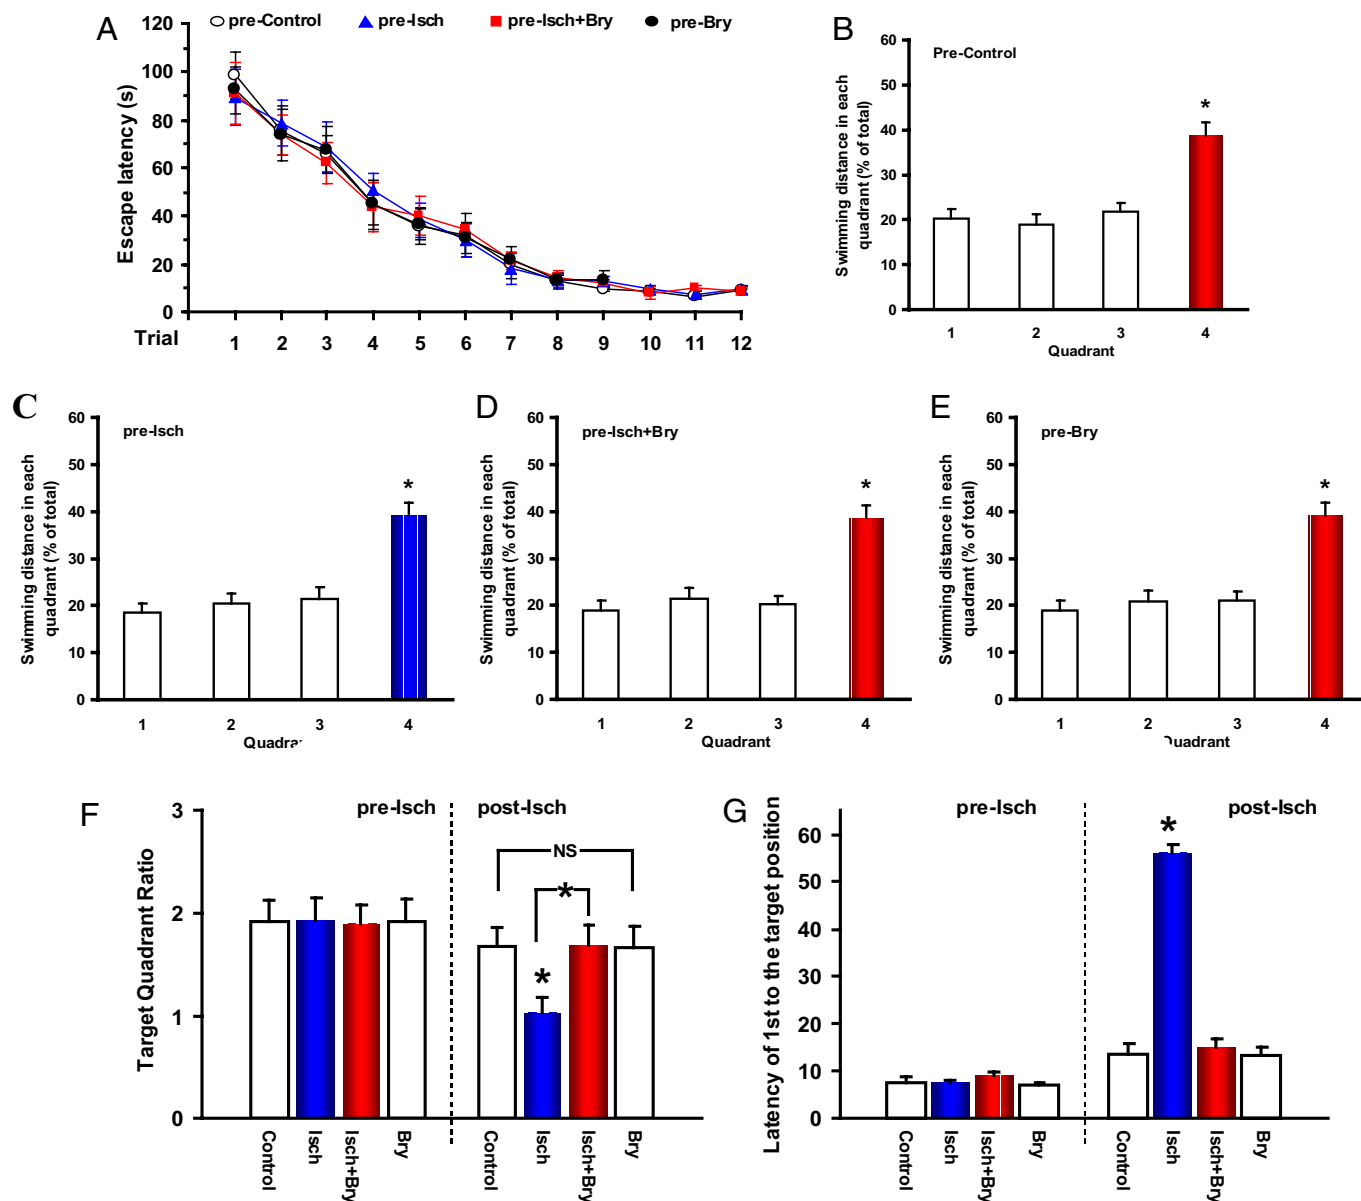 A
pre-Control pre-Isch pre-Isch+Bry pre-Bry
Escape latency (s)
120
100
80
60
40
20
0
Trial 1 2 3 4 5 6 7 8 9 10 11 12
B
Pre-Control
Swimming distance in each
quadrant (% of total)
60
50
40
30
20
10
0
*
1 2 3 4
Quadrant
C
pre-Isch
Swimming distance in each
quadrant (% of total)
60
50
40
30
20
10
0
*
1 2 3 4
Quadrant
D
pre-Isch+Bry
Swimming distance in each
quadrant (% of total)
60
50
40
30
20
10
0
*
1 2 3 4
Quadrant
E
pre-Bry
Swimming distance in each
quadrant (% of total)
60
50
40
30
20
10
0
*
1 2 3 4
Quadrant
F
pre-Isch post-Isch
Target Quadrant Ratio
3
2
1
0
NS
*
*
Control Isch Isch+Bry Bry Control Isch Isch+Bry Bry
G
pre-Isch post-Isch
Latency of 1st to the target position
60
50
40
30
20
10
0
*
Control Isch Isch+Bry Bry Control Isch Isch+Bry Bry